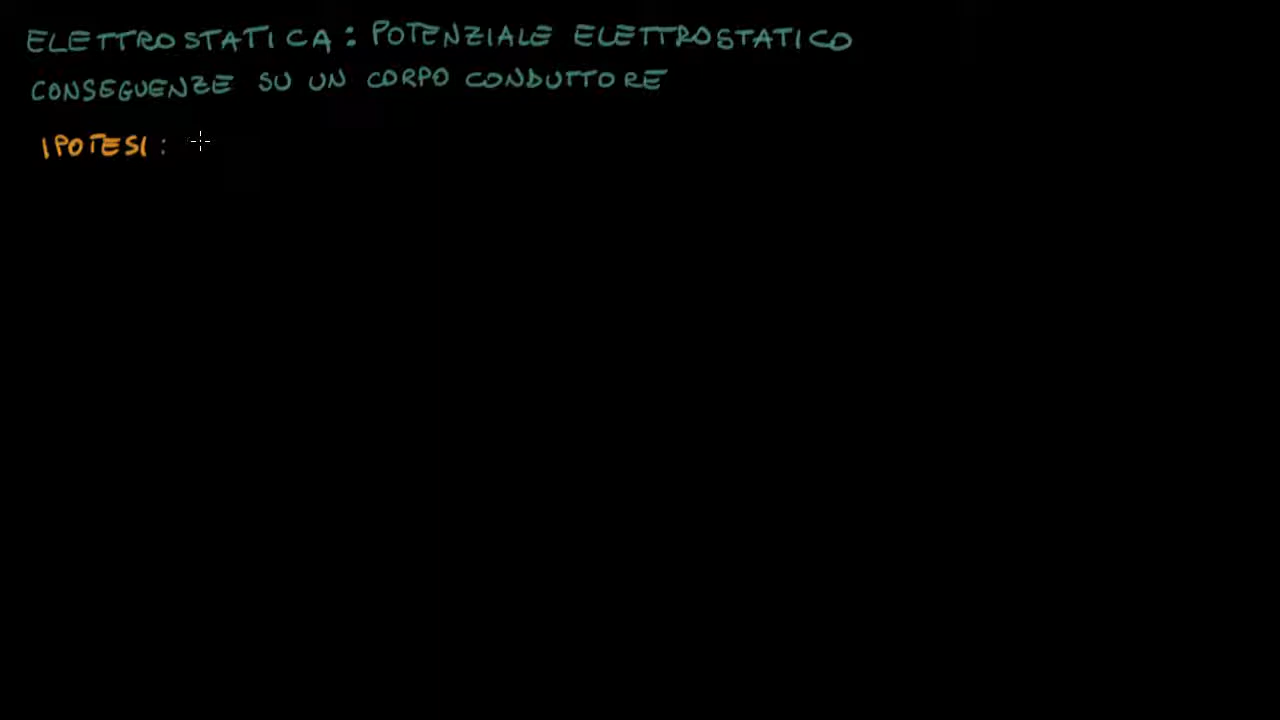 ELETTROSTATICA: POTENZIALE ELETTROSTATICO
CONSEGUENZE SU UN CORPO CONDUTTORE
IPOTESI: